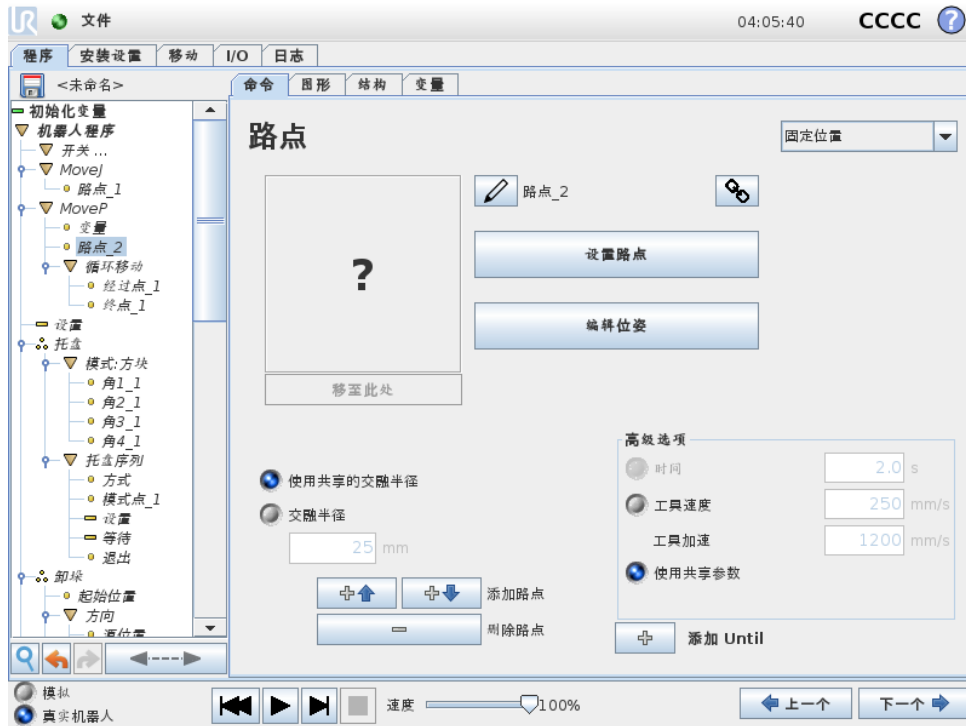 UR 文件 04:05:40 CCCC ?
程序 安装设置 移动 I/O 日志
<未命名> 命令 图形 结构 变量
初始化变量
机器人程序
开关 ...
MoveJ
路点_1
MoveP
变量
路点_2
循环移动
经过点_1
终点_1
设置
托盘
模式:方块
角1_1
角2_1
角3_1
角4_1
托盘序列
方式
模式点_1
设置
等待
退出
卸垛
起始位置
方向
源位置
路点
固定位置
路点_2
设置路点
?
编辑位姿
移至此处
使用共享的交融半径
交融半径
25 mm
添加路点
删除路点
高级选项
时间 2.0 s
工具速度 250 mm/s
工具加速 1200 mm/s
使用共享参数
添加 Until
模拟
真实机器人
速度 100%
上一个 下一个